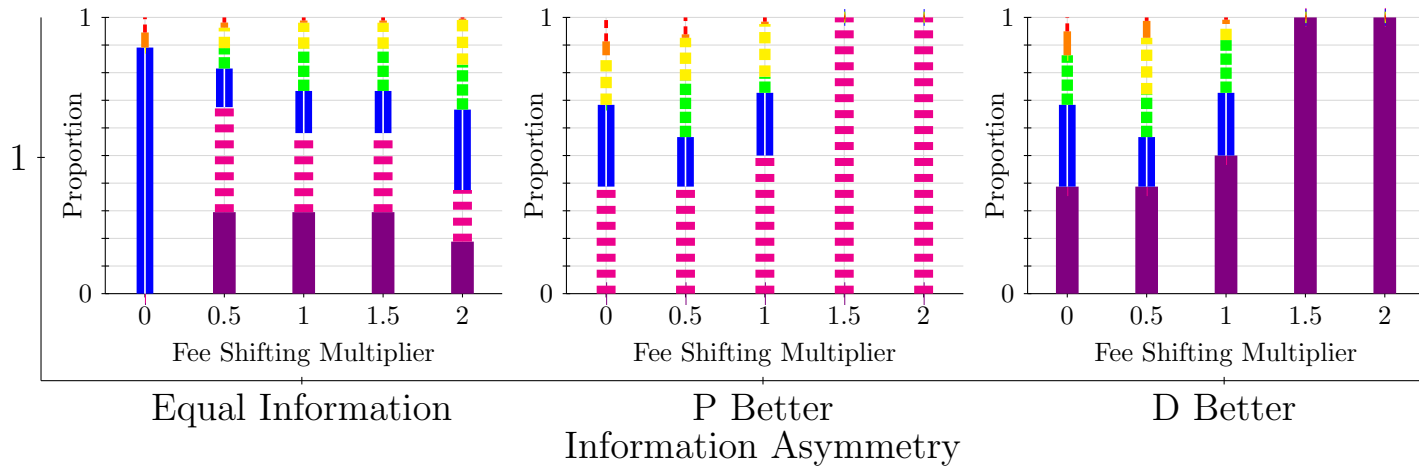 1 1 1
Proportion Proportion Proportion
1
0 0 0
0 0.5 1 1.5 2 0 0.5 1 1.5 2 0 0.5 1 1.5 2
Fee Shifting Multiplier Fee Shifting Multiplier Fee Shifting Multiplier
Equal Information P Better D Better
Information Asymmetry